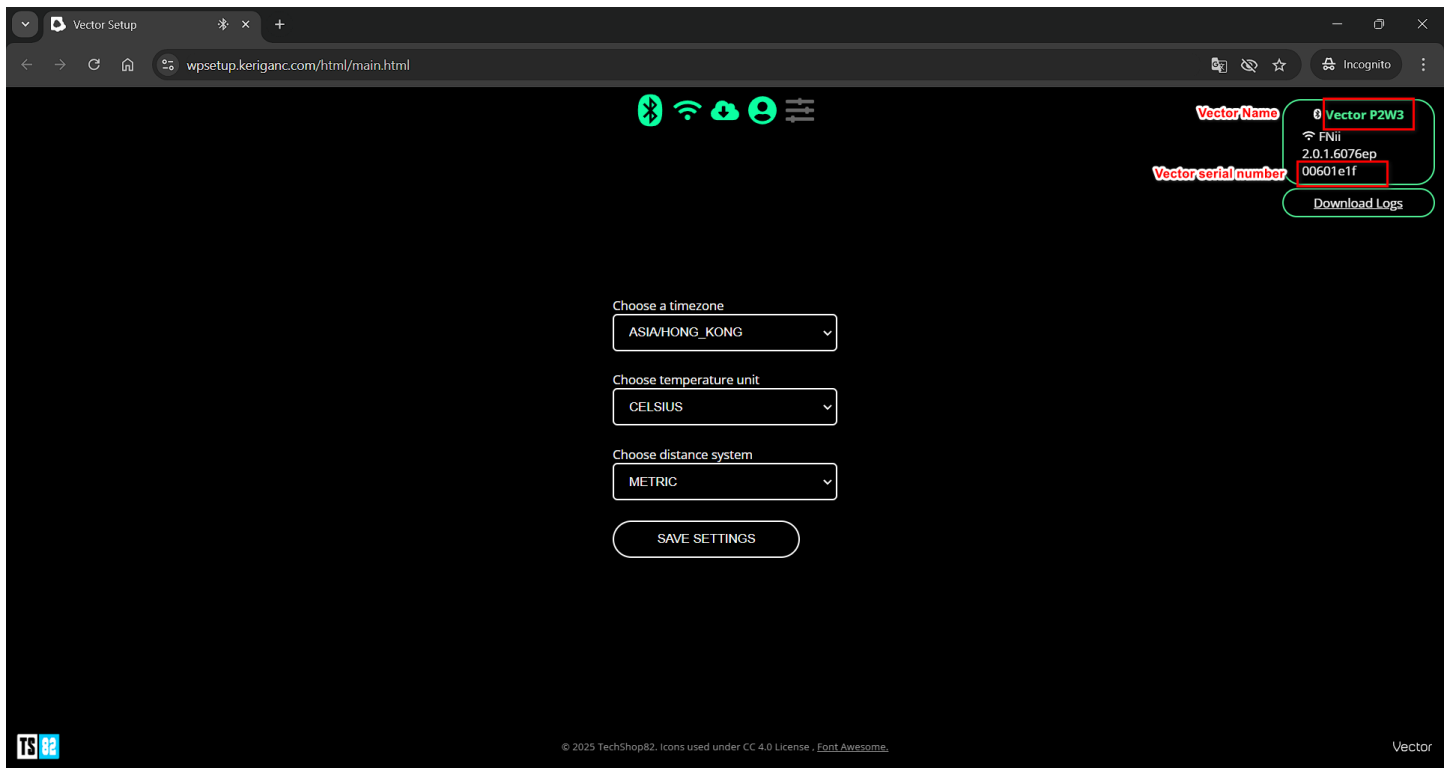 Vector Setup
wpsetup.keriganc.com/html/main.html
Incognito
Vector Name
Vector P2W3
FNii
2.0.1.6076ep
Vector serial number
00601e1f
Download Logs
Choose a timezone
ASIA/HONG_KONG
Choose temperature unit
CELSIUS
Choose distance system
METRIC
SAVE SETTINGS
TS 82
© 2025 TechShop82. Icons used under CC 4.0 License . Font Awesome.
Vector